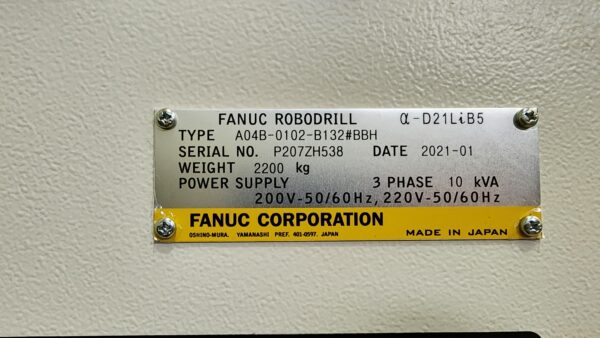 FANUC ROBODRILL α-D21LiB5
TYPE A04B-0102-B132#BBH
SERIAL NO. P207ZH538 DATE 2021-01
WEIGHT 2200 kg
POWER SUPPLY 3 PHASE 10 kVA
200V-50/60Hz, 220V-50/60Hz
FANUC CORPORATION
OSHINO-MURA. YAMANASHI PREF. 401-0597. JAPAN MADE IN JAPAN